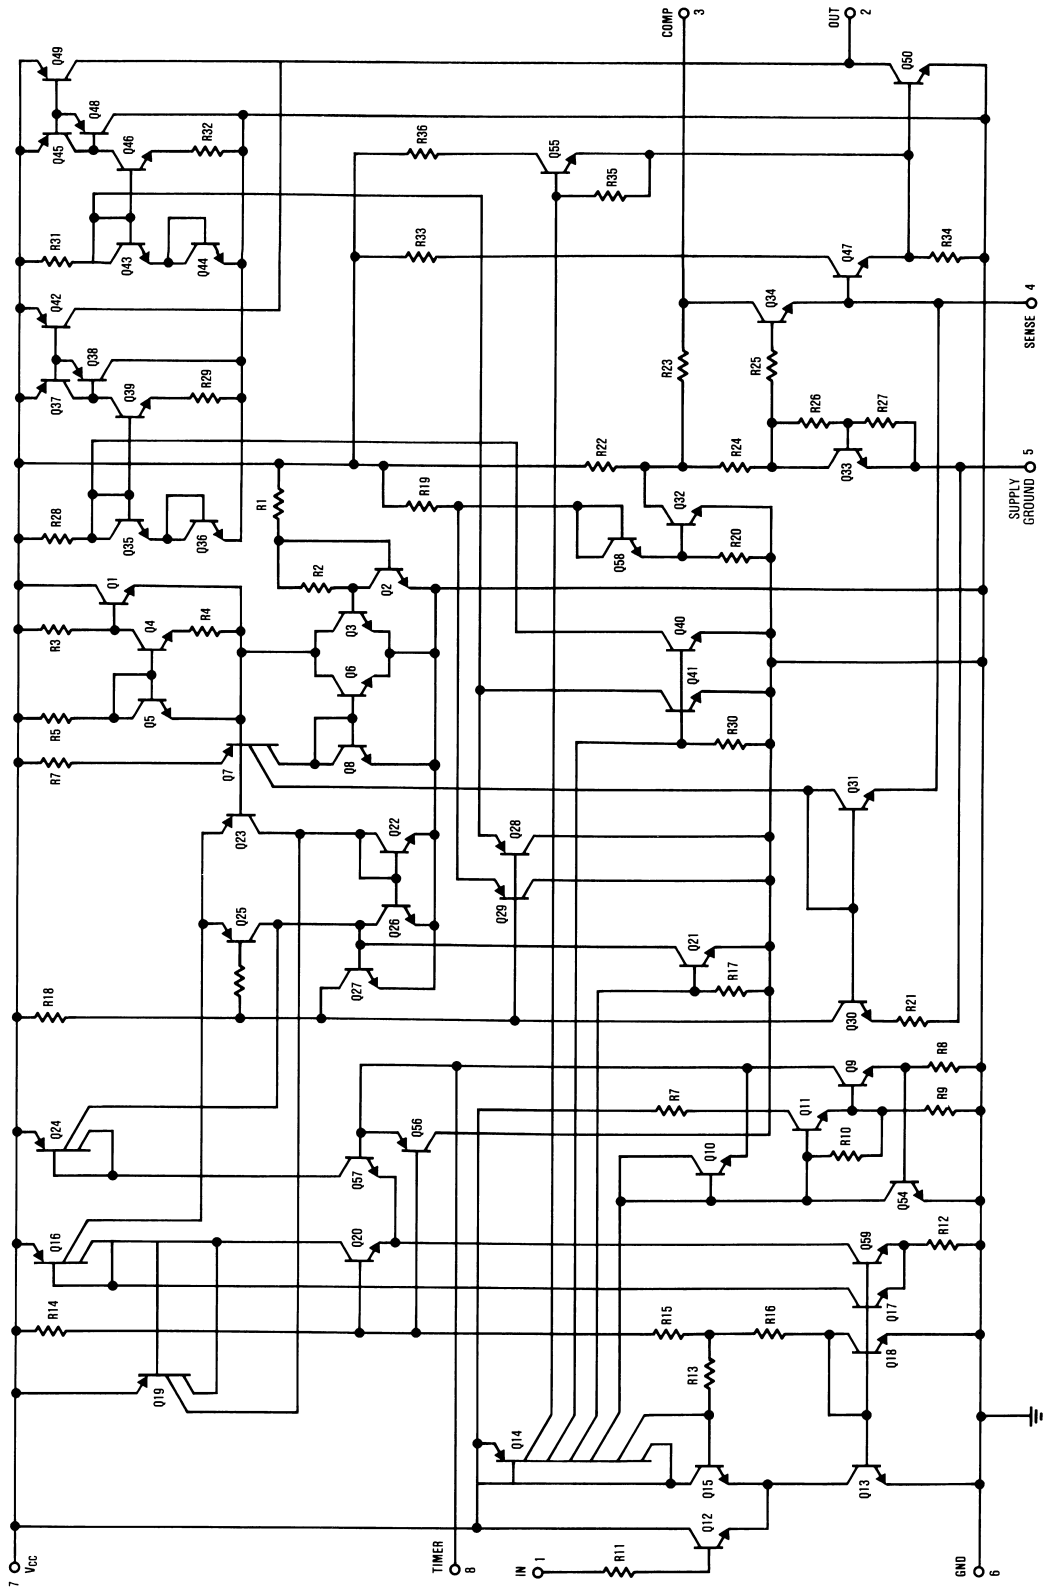 7
VCC
TIMER
8
IN
1
GND
6
COMP
3
OUT
2
SENSE
4
SUPPLY
GROUND
5
Q49
Q48
Q45
Q46
R32
R31
Q43
Q44
Q42
Q38
Q37
Q39
R29
R28
Q35
Q36
R1
Q1
R3
Q4
R4
R5
Q5
R7
Q7
R2
Q2
Q3
Q6
Q8
Q23
Q22
Q25
Q26
Q27
R18
Q24
Q16
R14
Q19
Q57
Q56
Q20
Q14
Q50
R36
Q55
R35
R33
Q47
R34
Q34
R23
R25
R26
R27
R22
R24
Q33
R19
Q32
Q58
R20
Q40
Q41
R30
Q31
Q28
Q29
Q21
R17
Q30
R21
R7
Q11
Q9
R8
R9
R10
Q10
Q54
Q59
R12
Q17
R15
R16
R13
Q18
Q15
Q13
Q12
R11